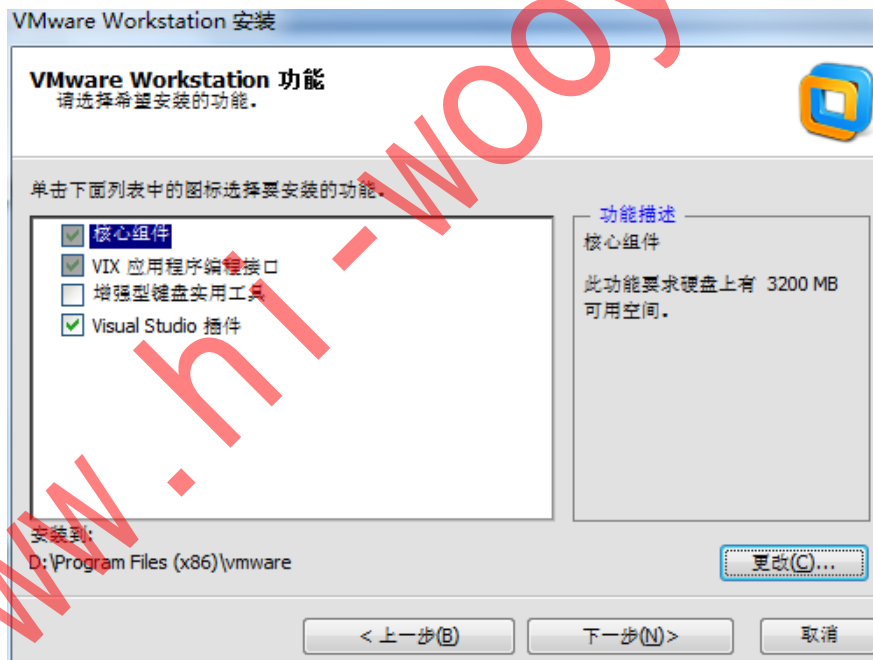 VMware Workstation 安装
VMware Workstation 功能
请选择希望安装的功能。
单击下面列表中的图标选择要安装的功能。
核心组件
VIX 应用程序编程接口
增强型键盘实用工具
Visual Studio 插件
功能描述
核心组件
此功能要求硬盘上有 3200 MB
可用空间。
安装到:
D:\Program Files (x86)\vmware
更改(C)...
< 上一步(B)
下一步(N)>
取消
ww.hi-wooy